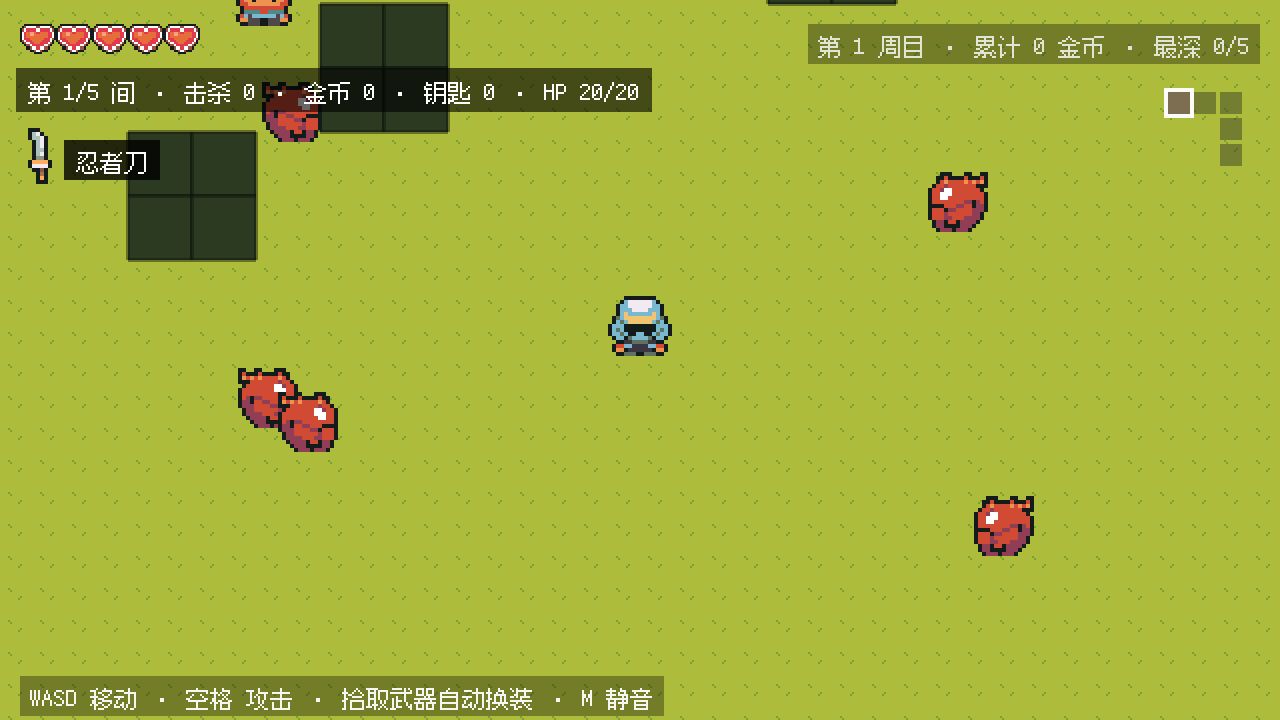 第 1 周目 · 累计 0 金币 · 最深 0/5
第 1/5 间 · 击杀 0 · 金币 0 · 钥匙 0 · HP 20/20
忍者刀
WASD 移动 · 空格 攻击 · 拾取武器自动换装 · M 静音